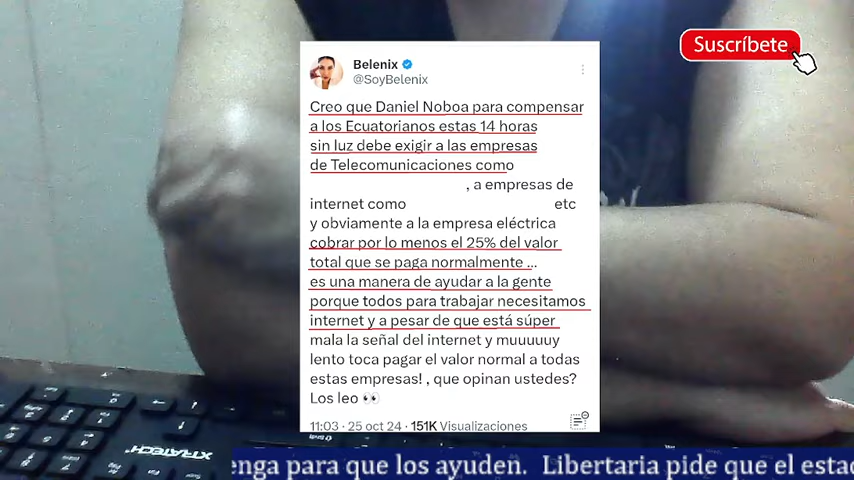 Suscríbete
Belenix
@SoyBelenix
Creo que Daniel Noboa para compensar
a los Ecuatorianos estas 14 horas
sin luz debe exigir a las empresas
de Telecomunicaciones como
, a empresas de
internet como etc
y obviamente a la empresa eléctrica
cobrar por lo menos el 25% del valor
total que se paga normalmente ...
es una manera de ayudar a la gente
porque todos para trabajar necesitamos
internet y a pesar de que está súper
mala la señal del internet y muuuuuy
lento toca pagar el valor normal a todas
estas empresas! , que opinan ustedes?
Los leo 👀
11:03 · 25 oct 24 · 151K Visualizaciones
XTRATECH
enga para que los ayuden. Libertaria pide que el estad